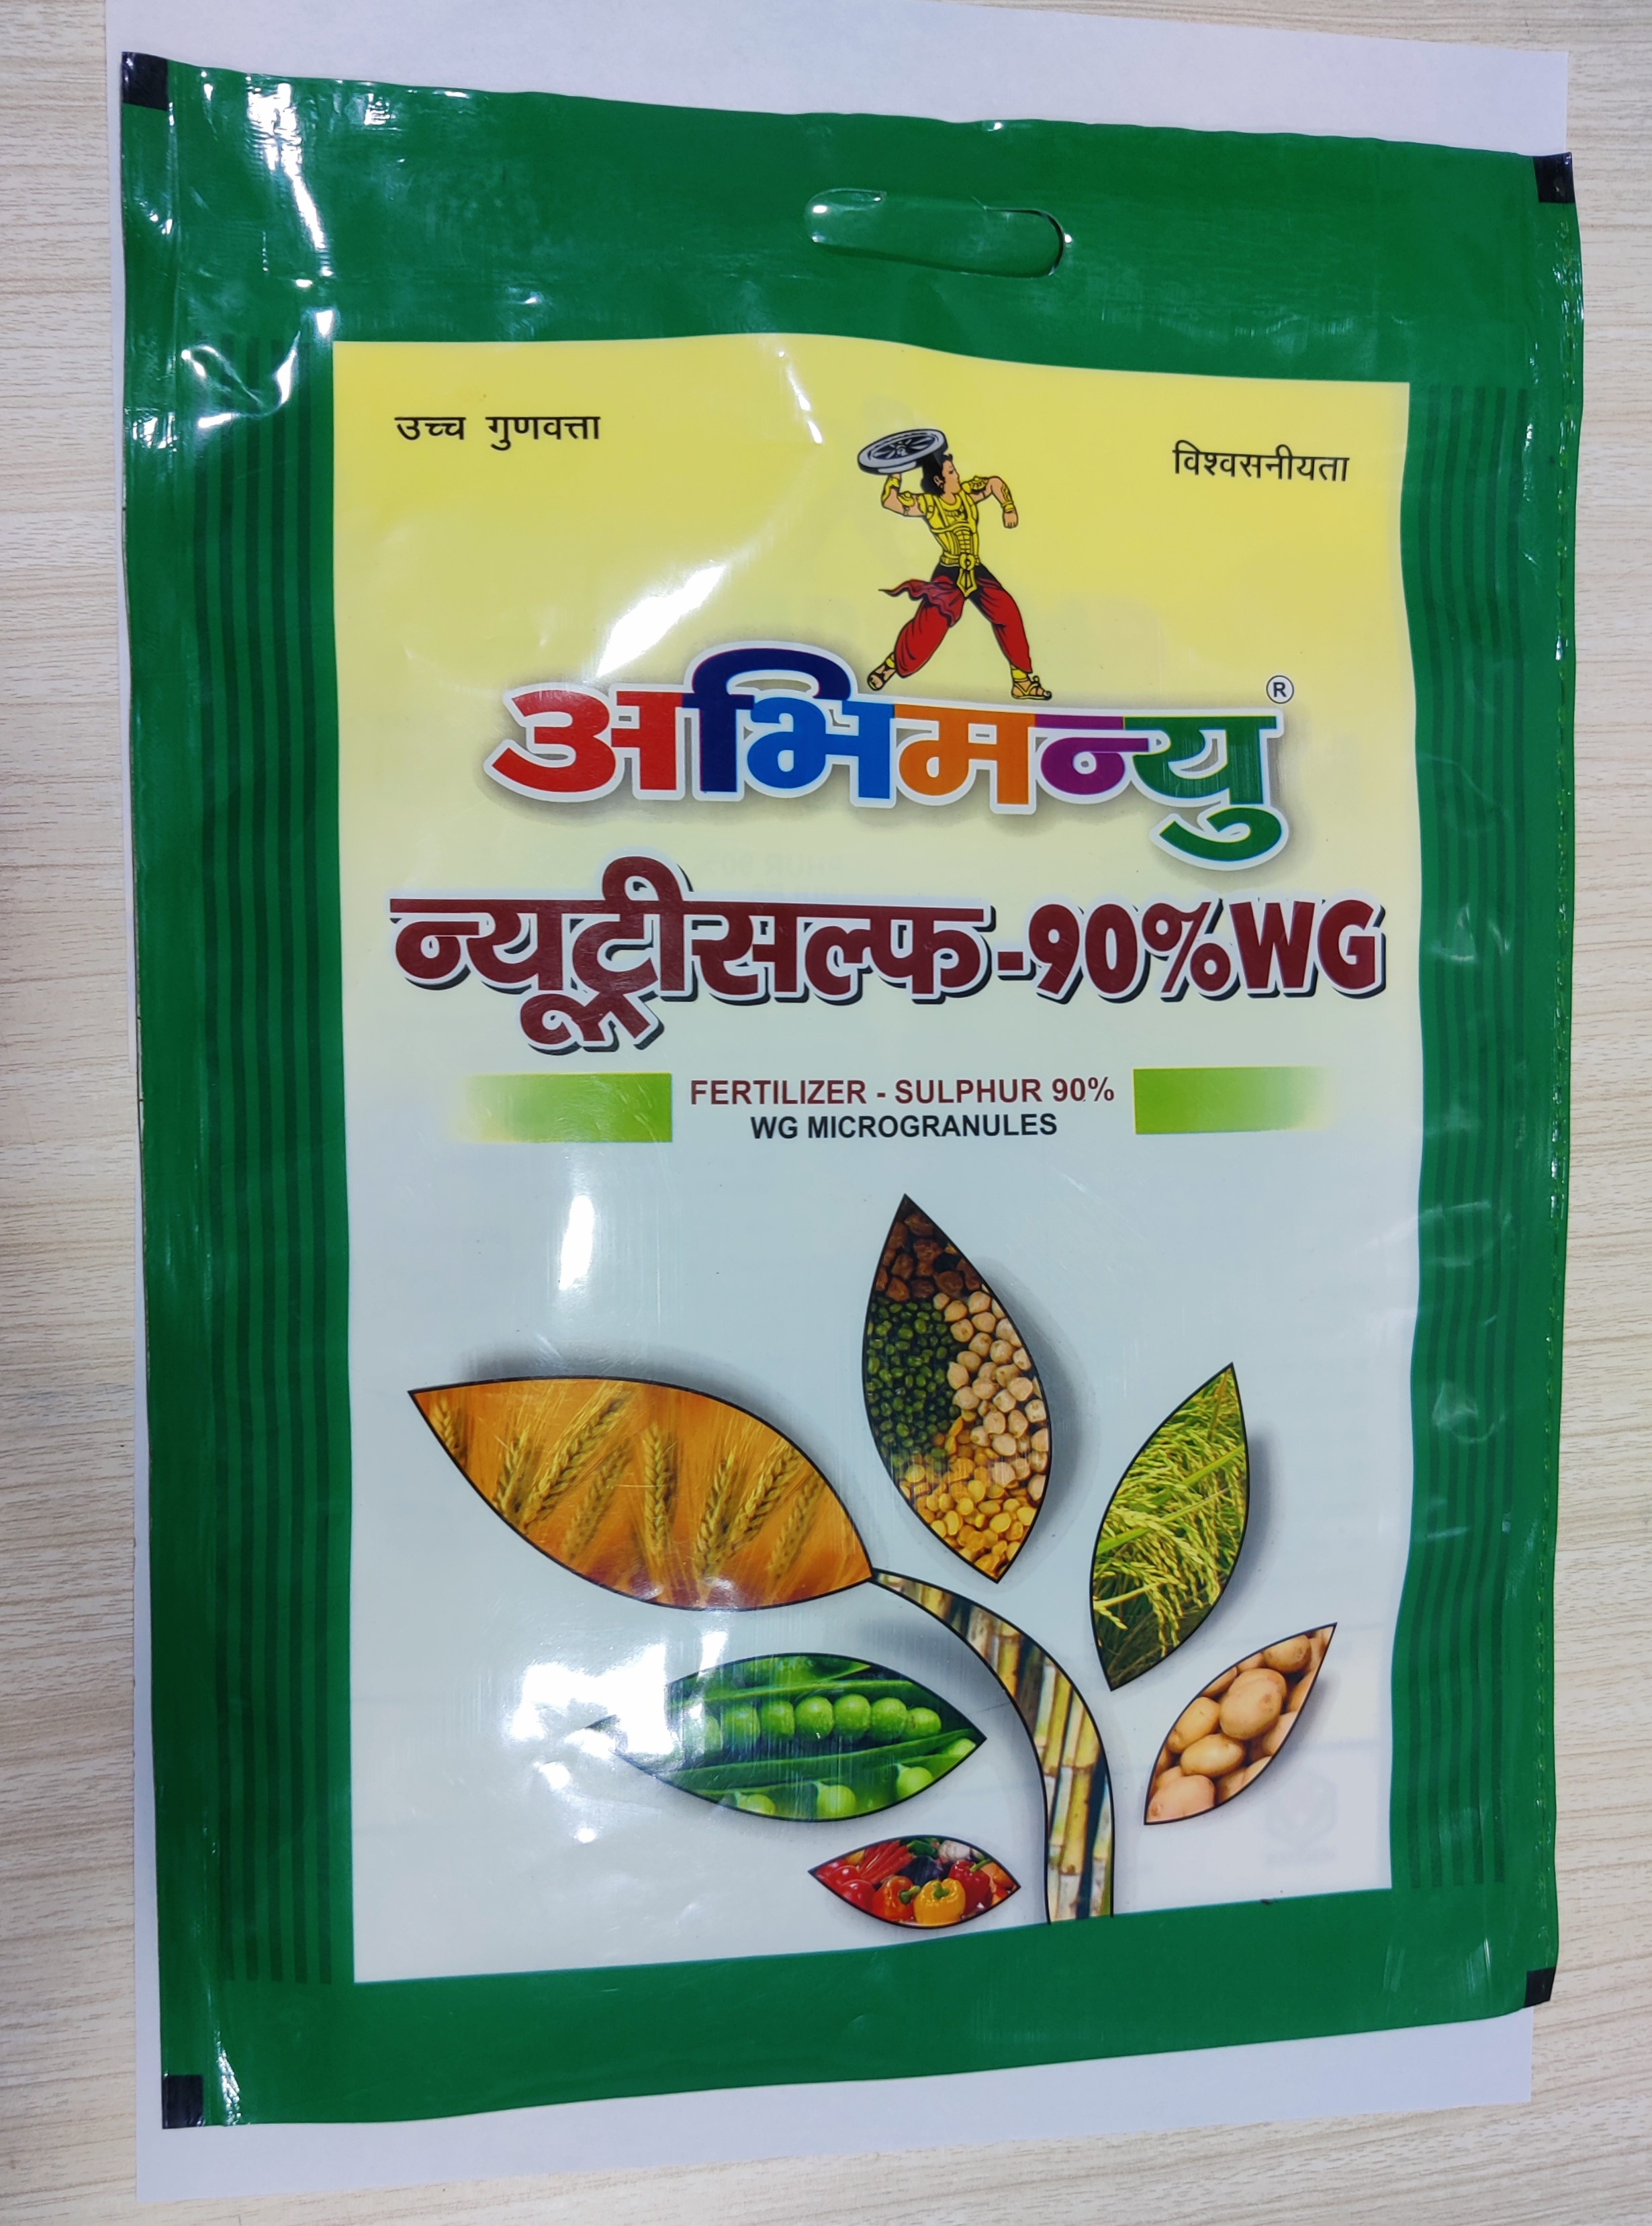 उच्च गुणवत्ता
विश्वसनीयता
अभिमन्यु ®
न्यूट्रीसल्फ-90%WG
FERTILIZER - SULPHUR 90%
WG MICROGRANULES